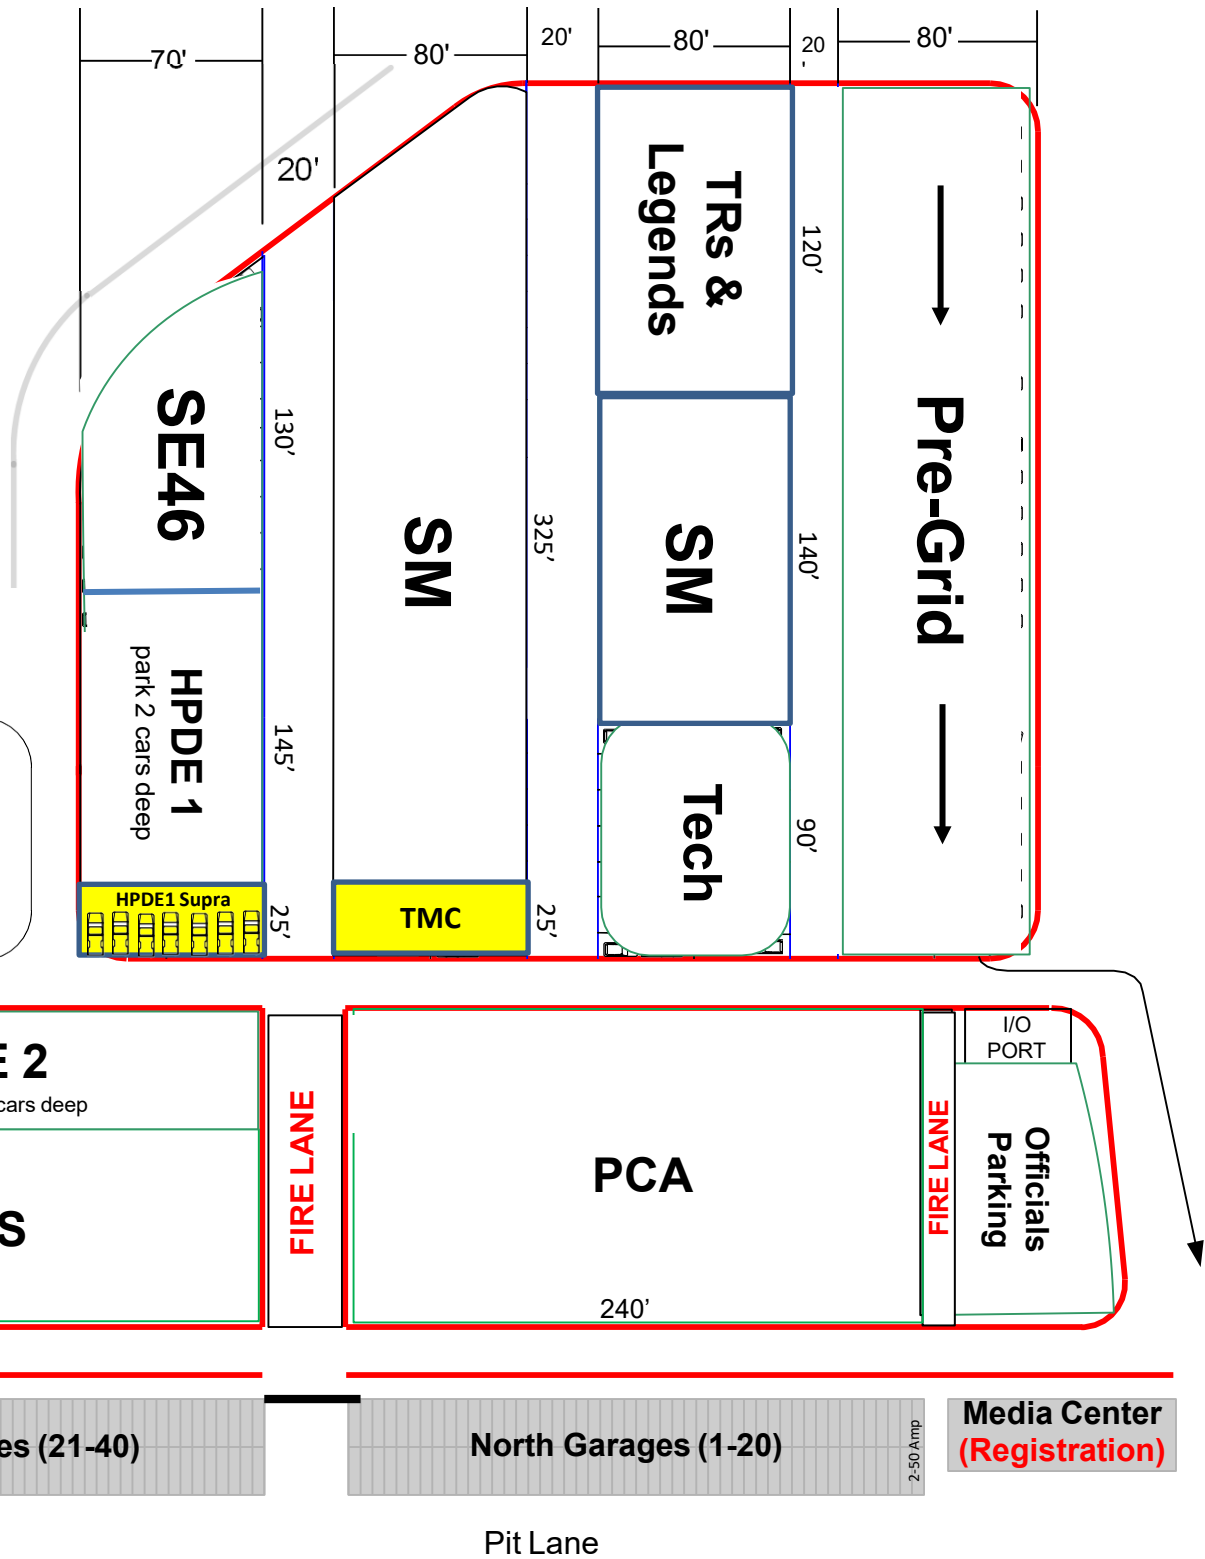 70'
80'
20'
80'
20
'
80'
20'
TRs &
Legends
120’
SE46
130’
SM
325’
SM
140’
Pre-Grid
HPDE 1
park 2 cars deep
145’
Tech
90’
HPDE1 Supra
25’
TMC
25’
E 2
cars deep
S
FIRE LANE
PCA
240’
FIRE LANE
I/O
PORT
Officials
Parking
es (21-40)
North Garages (1-20)
2-50 Amp
Media Center
(Registration)
Pit Lane